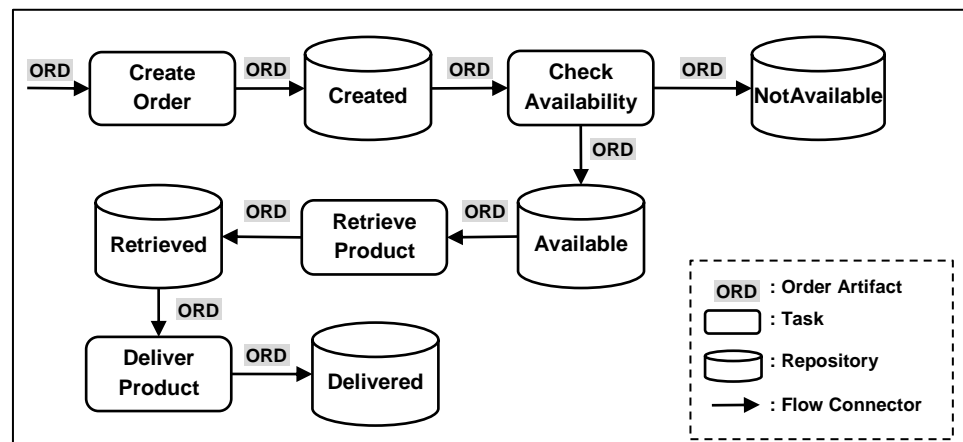 ORD
Create
Order
ORD
Created
ORD
Check
Availability
ORD
NotAvailable
ORD
Retrieved
ORD
Retrieve
Product
ORD
Available
ORD
Deliver
Product
ORD
Delivered
ORD : Order Artifact
: Task
: Repository
: Flow Connector